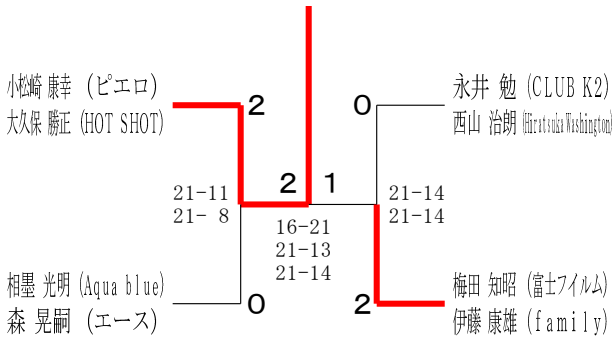 小松崎 康幸 (ピエロ)
大久保 勝正 (HOT SHOT)
2
0
永井 勉 (CLUB K2)
西山 治朗 (Hiratsuka Washington)
21-11
21- 8
2
1
21-14
21-14
16-21
21-13
21-14
相墨 光明 (Aqua blue)
森 晃嗣 (エース)
0
2
梅田 知昭 (富士フイルム)
伊藤 康雄 (family)